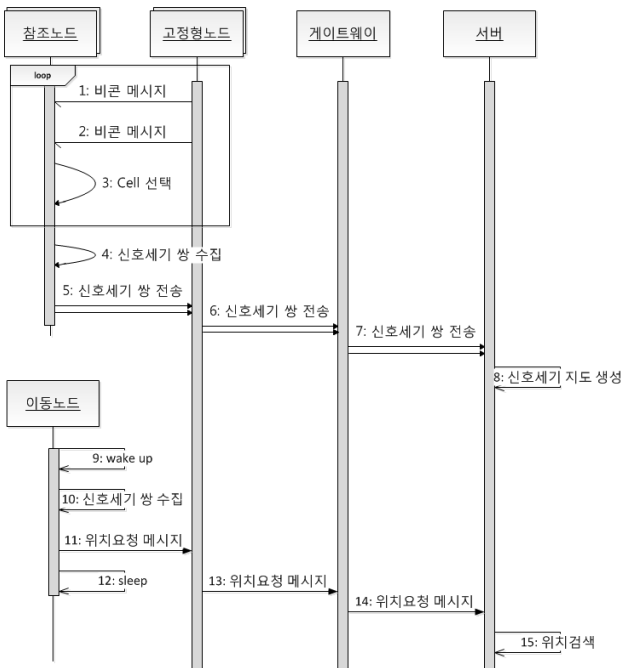 참조노드
고정형노드
게이트웨이
서버
loop
1: 비콘 메시지
2: 비콘 메시지
3: Cell 선택
4: 신호세기 쌍 수집
5: 신호세기 쌍 전송
6: 신호세기 쌍 전송
7: 신호세기 쌍 전송
8: 신호세기 지도 생성
이동노드
9: wake up
10: 신호세기 쌍 수집
11: 위치요청 메시지
12: sleep
13: 위치요청 메시지
14: 위치요청 메시지
15: 위치검색